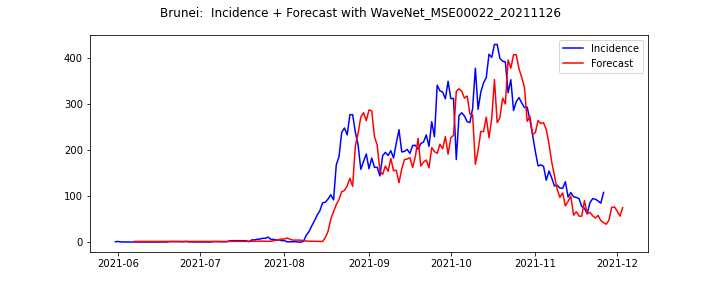 Brunei:  Incidence + Forecast with WaveNet_MSE00022_20211126
400
300
200
100
0
Incidence
Forecast
2021-06 2021-07 2021-08 2021-09 2021-10 2021-11 2021-12